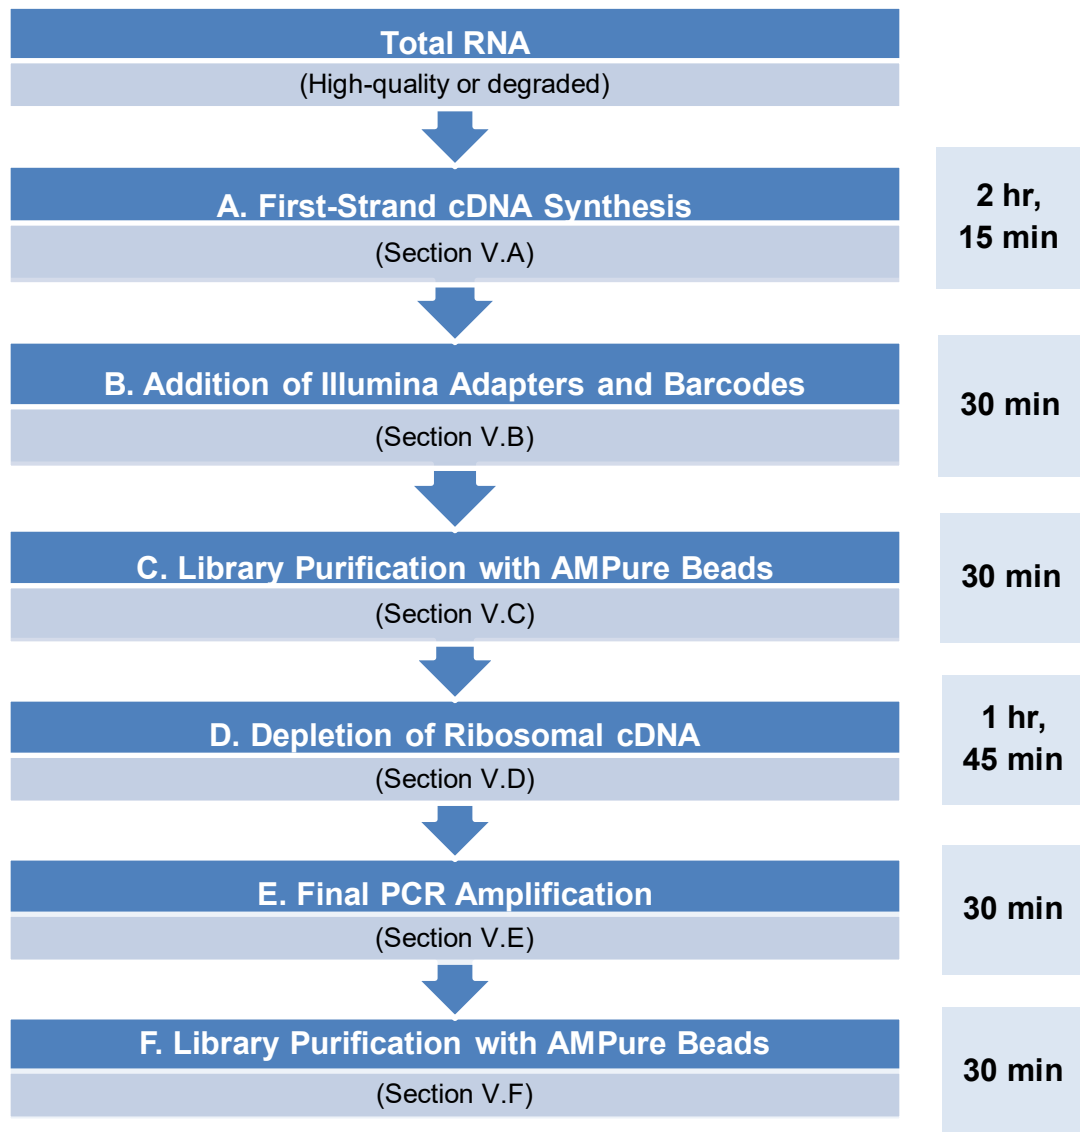 Total RNA
(High-quality or degraded)
A. First-Strand cDNA Synthesis
(Section V.A)
2 hr,
15 min
B. Addition of Illumina Adapters and Barcodes
(Section V.B)
30 min
C. Library Purification with AMPure Beads
(Section V.C)
30 min
D. Depletion of Ribosomal cDNA
(Section V.D)
1 hr,
45 min
E. Final PCR Amplification
(Section V.E)
30 min
F. Library Purification with AMPure Beads
(Section V.F)
30 min